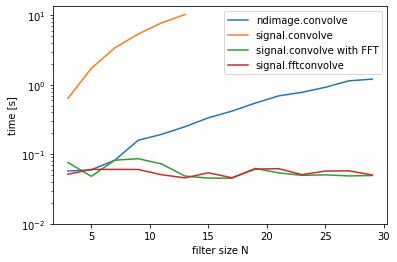 10¹
10⁰
10⁻¹
10⁻²
time [s]
ndimage.convolve
signal.convolve
signal.convolve with FFT
signal.fftconvolve
5 10 15 20 25 30
filter size N